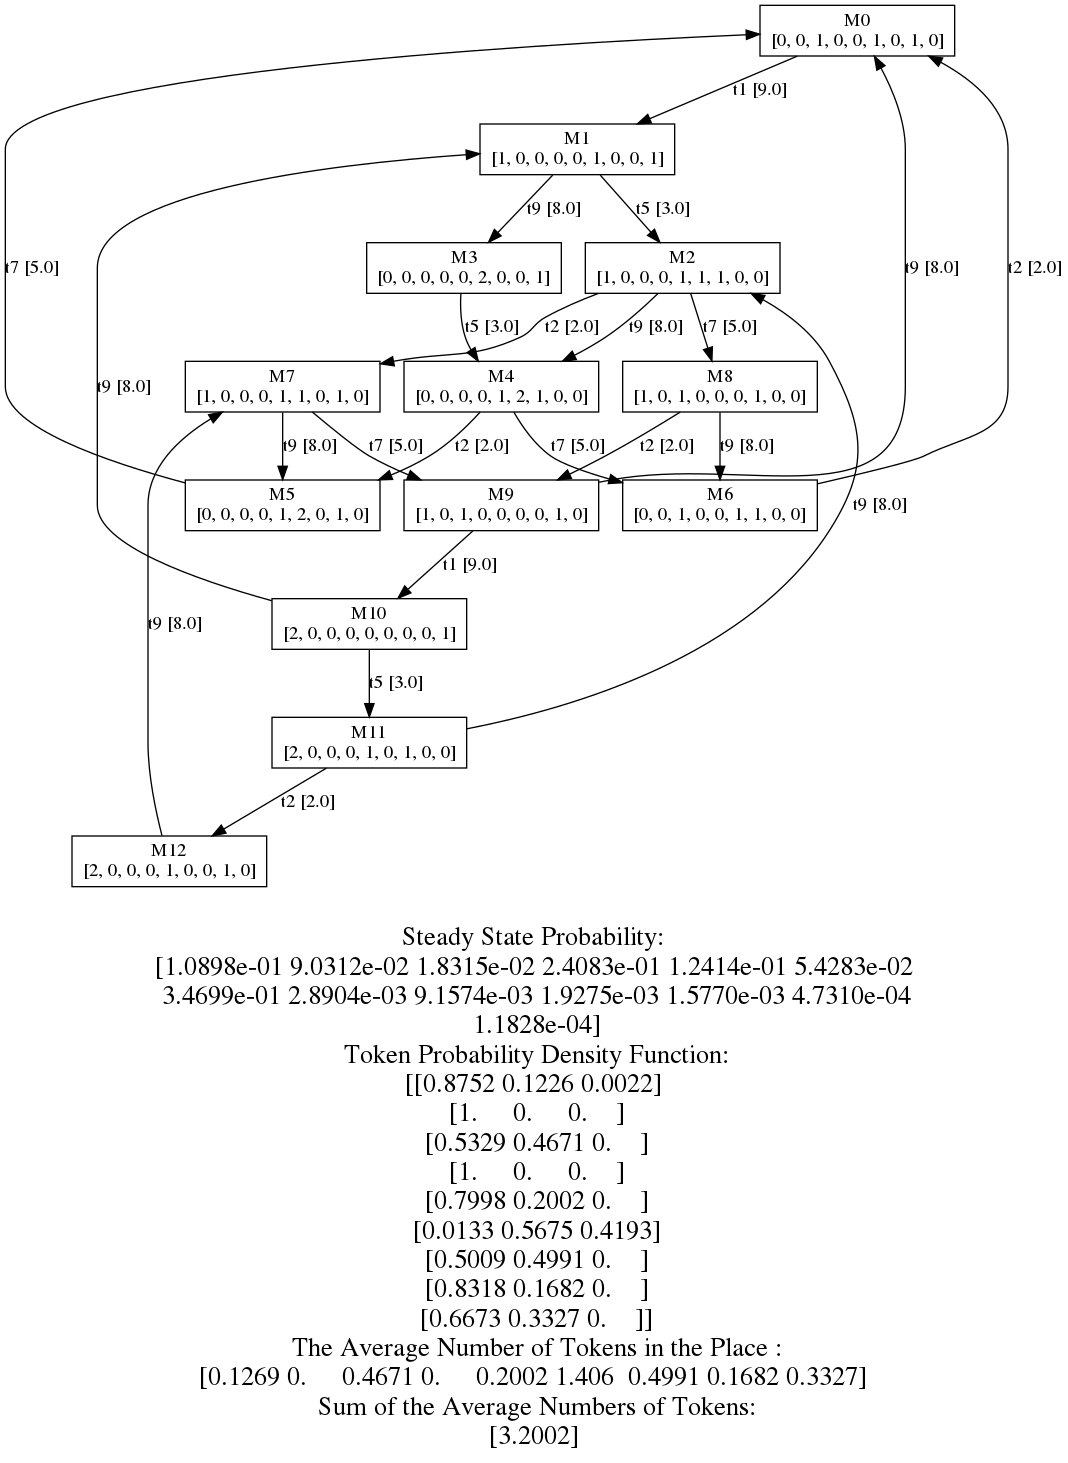 M0
[0, 0, 1, 0, 0, 1, 0, 1, 0]
t1 [9.0]
M1
[1, 0, 0, 0, 0, 1, 0, 0, 1]
t9 [8.0]
t5 [3.0]
M3
[0, 0, 0, 0, 0, 2, 0, 0, 1]
M2
[1, 0, 0, 0, 1, 1, 1, 0, 0]
t7 [5.0]
t9 [8.0]
t2 [2.0]
t5 [3.0]
t2 [2.0]
t9 [8.0]
t7 [5.0]
M7
[1, 0, 0, 0, 1, 1, 0, 1, 0]
M4
[0, 0, 0, 0, 1, 2, 1, 0, 0]
M8
[1, 0, 1, 0, 0, 0, 1, 0, 0]
t9 [8.0]
t9 [8.0]
t7 [5.0]
t2 [2.0]
t7 [5.0]
t2 [2.0]
t9 [8.0]
M5
[0, 0, 0, 0, 1, 2, 0, 1, 0]
M9
[1, 0, 1, 0, 0, 0, 0, 1, 0]
M6
[0, 0, 1, 0, 0, 1, 1, 0, 0]
t9 [8.0]
t1 [9.0]
M10
[2, 0, 0, 0, 0, 0, 0, 0, 1]
t9 [8.0]
t5 [3.0]
M11
[2, 0, 0, 0, 1, 0, 1, 0, 0]
t2 [2.0]
M12
[2, 0, 0, 0, 1, 0, 0, 1, 0]
Steady State Probability:
[1.0898e-01 9.0312e-02 1.8315e-02 2.4083e-01 1.2414e-01 5.4283e-02
3.4699e-01 2.8904e-03 9.1574e-03 1.9275e-03 1.5770e-03 4.7310e-04
1.1828e-04]
Token Probability Density Function:
[[0.8752 0.1226 0.0022]
[1. 0. 0. ]
[0.5329 0.4671 0. ]
[1. 0. 0. ]
[0.7998 0.2002 0. ]
[0.0133 0.5675 0.4193]
[0.5009 0.4991 0. ]
[0.8318 0.1682 0. ]
[0.6673 0.3327 0. ]]
The Average Number of Tokens in the Place :
[0.1269 0. 0.4671 0. 0.2002 1.406 0.4991 0.1682 0.3327]
Sum of the Average Numbers of Tokens:
[3.2002]